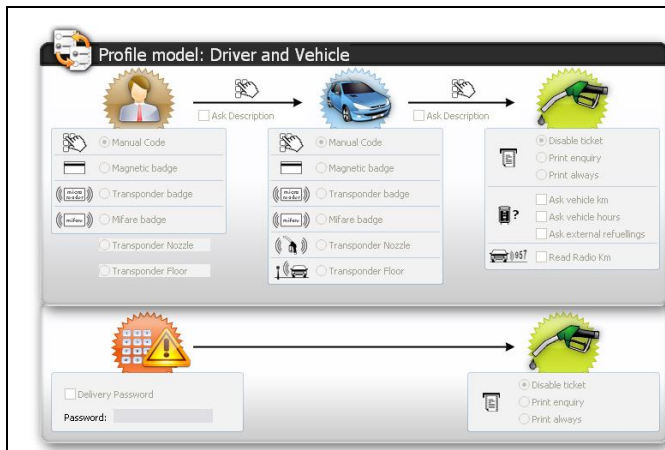 Profile model: Driver and Vehicle
Ask Description
Ask Description
Manual Code
Magnetic badge
Transponder badge
Mifare badge
Transponder Nozzle
Transponder Floor
Manual Code
Magnetic badge
Transponder badge
Mifare badge
Transponder Nozzle
Transponder Floor
Disable ticket
Print enquiry
Print always
?
Ask vehicle km
Ask vehicle hours
Ask external refuellings
957
Read Radio Km
Delivery Password
Password:
Disable ticket
Print enquiry
Print always